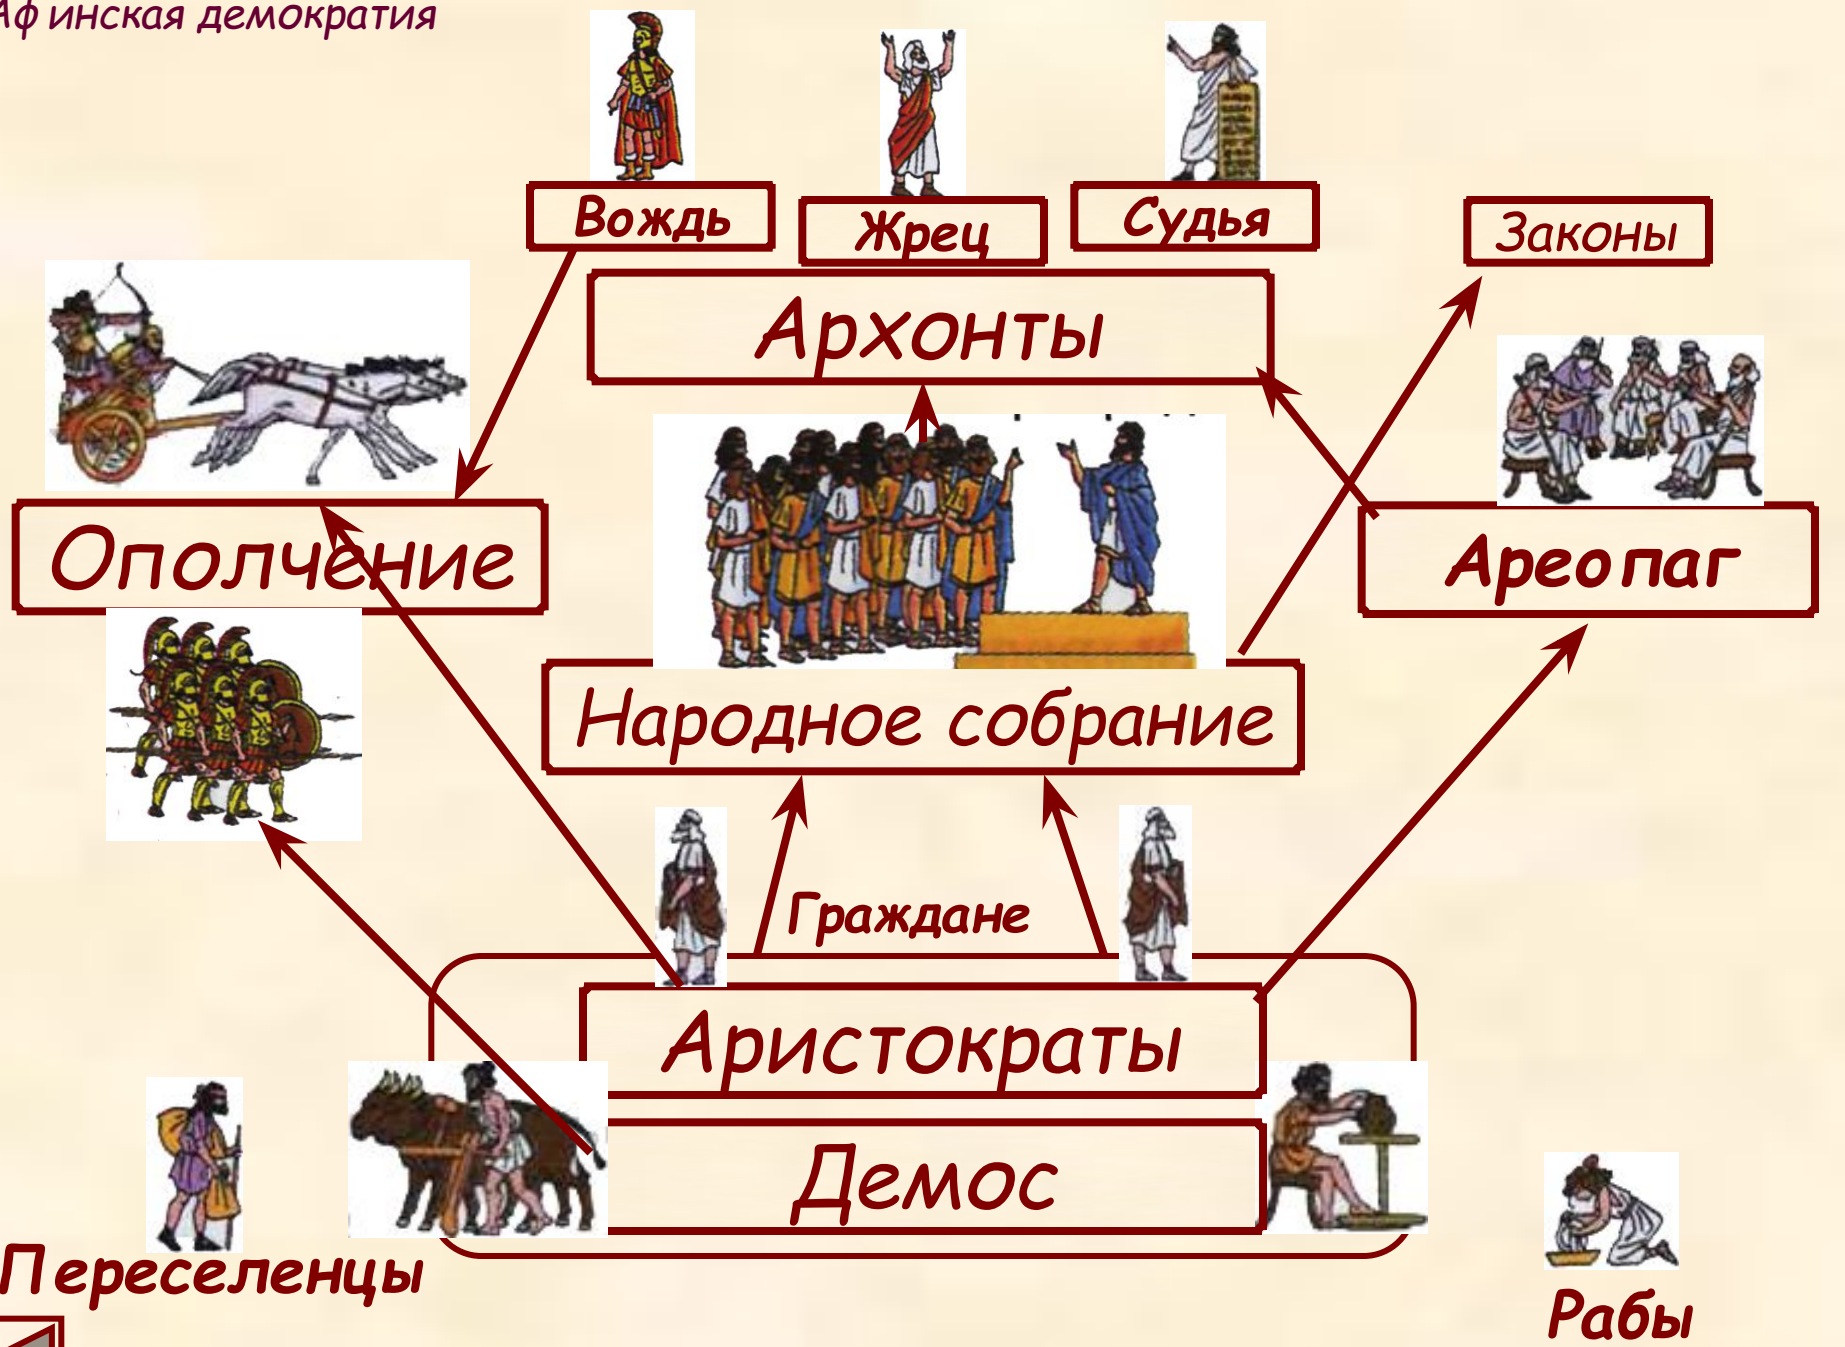 Афинская демократия
Вождь
Жрец
Судья
Законы
Архонты
Ополчение
Ареопаг
Народное собрание
Граждане
Аристократы
Демос
Переселенцы
Рабы